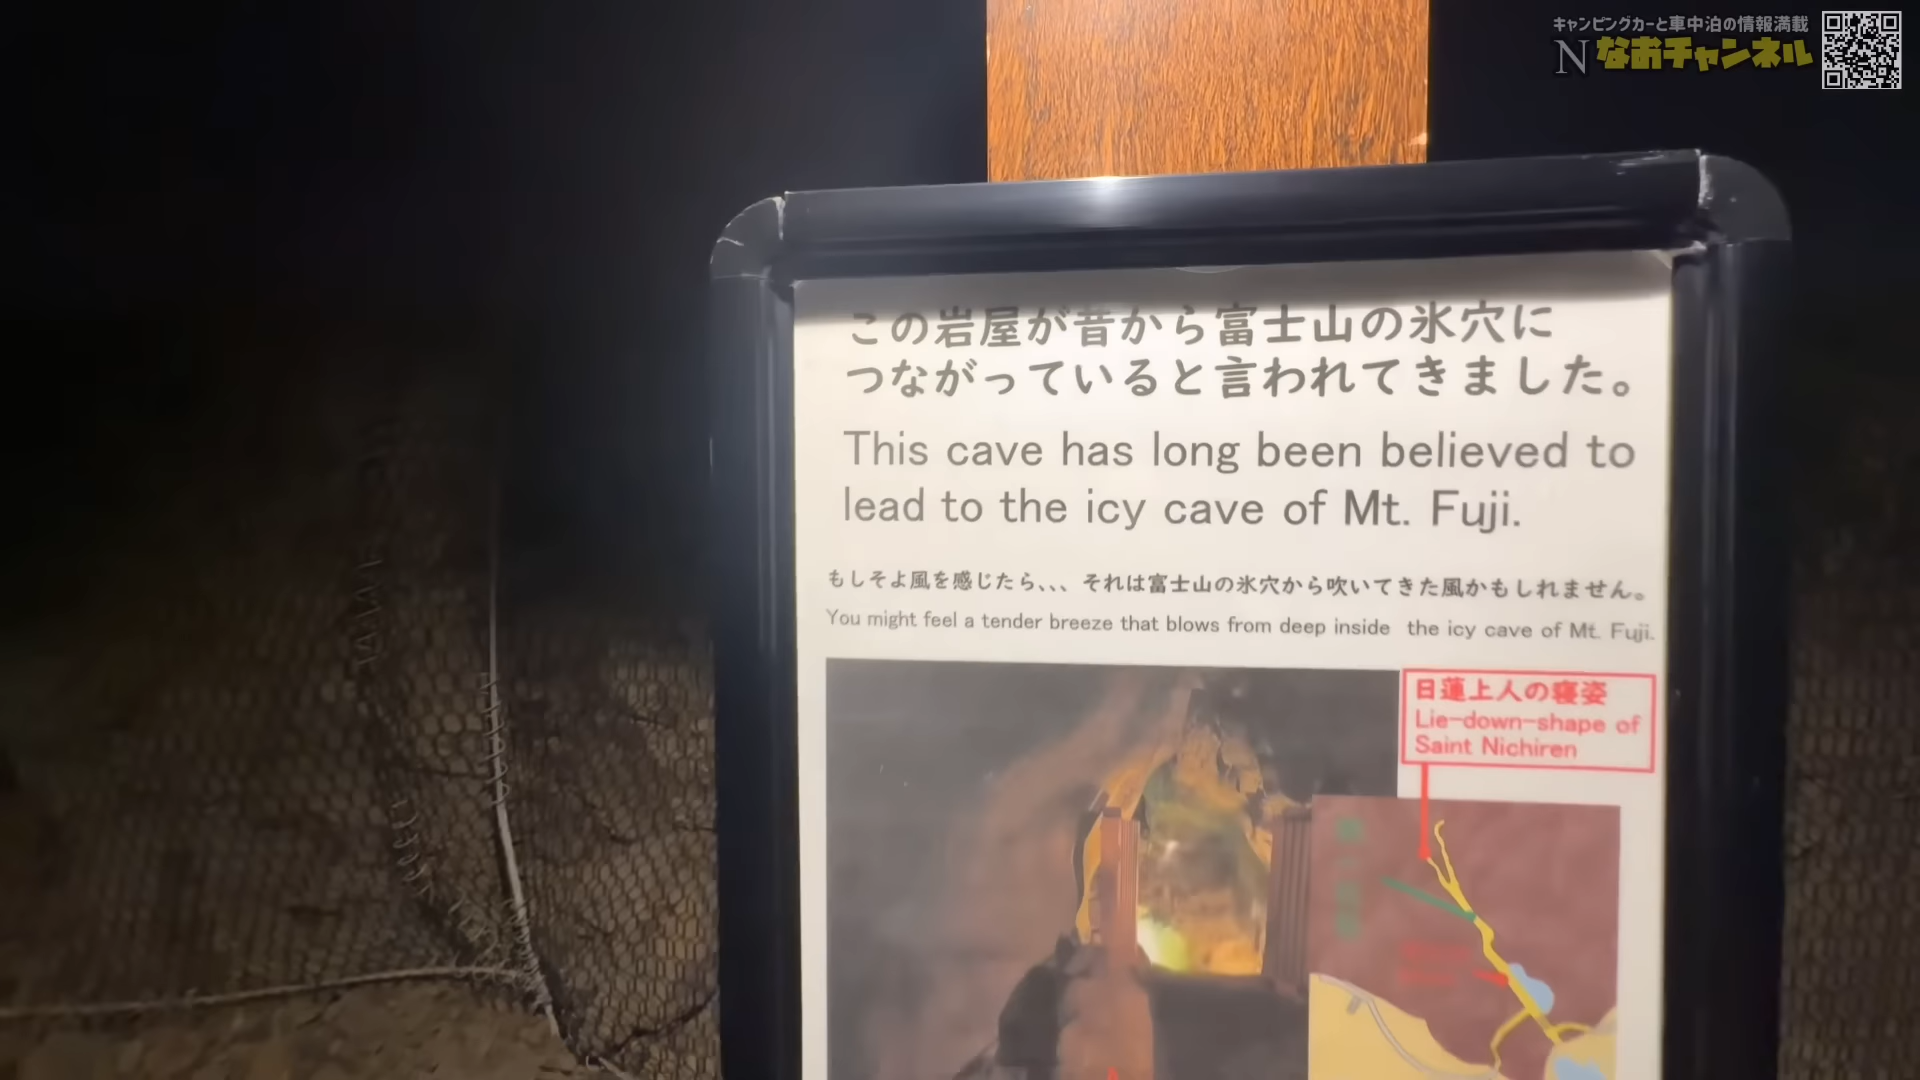 キャンピングカーと車中泊の情報満載
N なおチャンネル
この岩屋が昔から富士山の氷穴に
つながっていると言われてきました。
This cave has long been believed to
lead to the icy cave of Mt. Fuji.
もしそよ風を感じたら、、、それは富士山の氷穴から吹いてきた風かもしれません。
You might feel a tender breeze that blows from deep inside the icy cave of Mt. Fuji.
日蓮上人の寝姿
Lie-down-shape of
Saint Nichiren